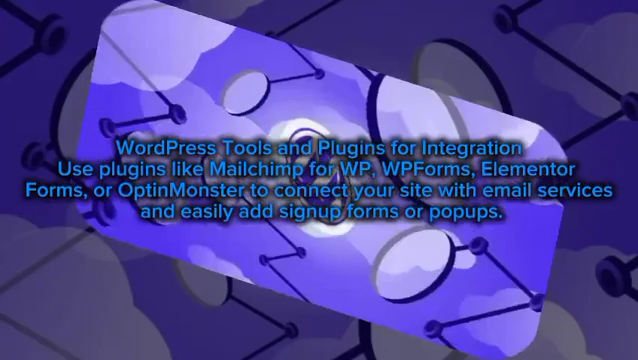 WordPress Tools and Plugins for Integration
Use plugins like Mailchimp for WP, WPForms, Elementor
Forms, or OptinMonster to connect your site with email services
and easily add signup forms or popups.